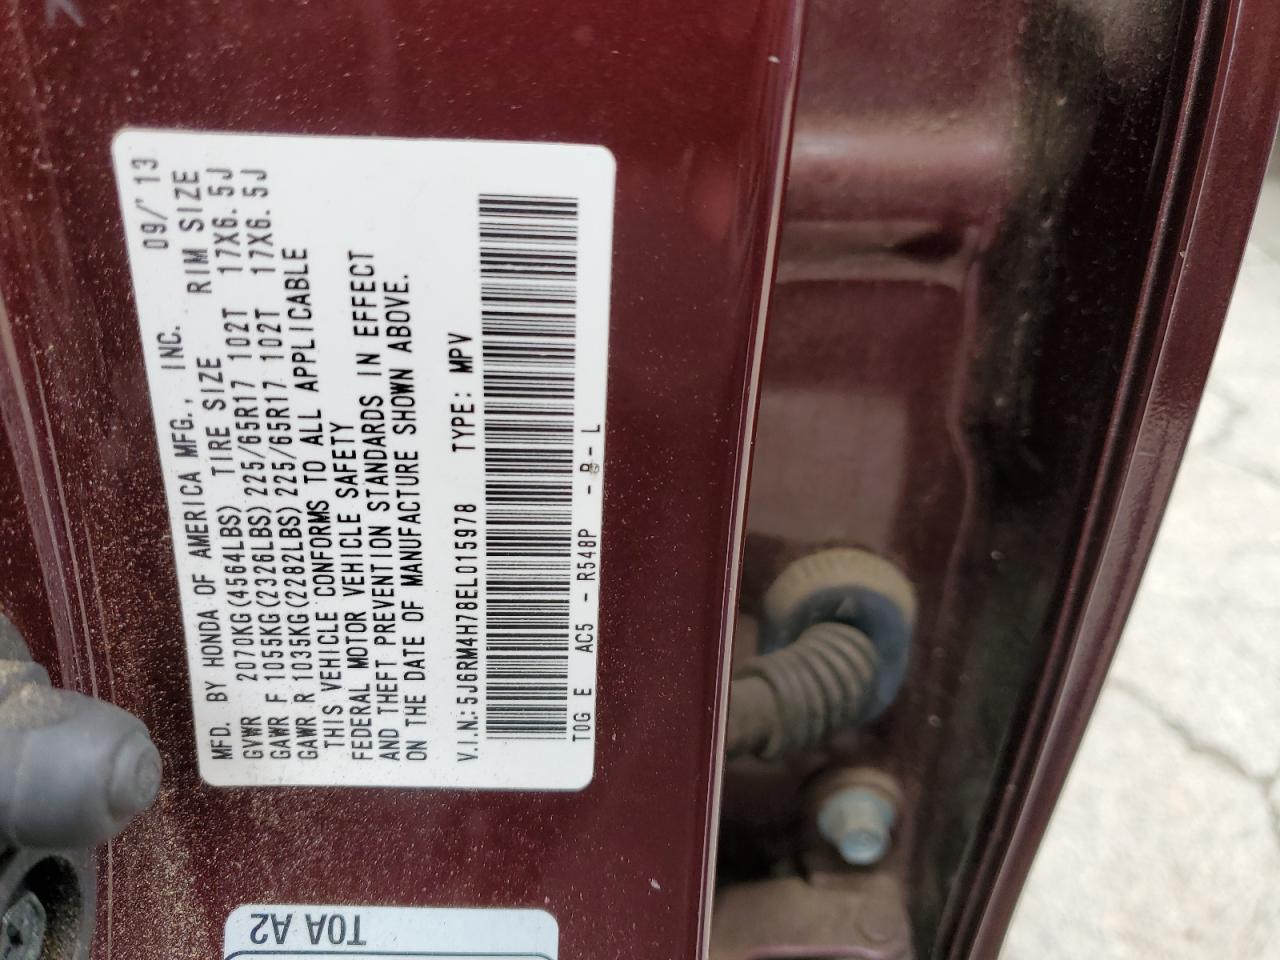 MFD. BY HONDA OF AMERICA MFG., INC. 09/'13
GVWR 2070KG(4564LBS) TIRE SIZE RIM SIZE
GAWR F 1055KG(2326LBS) 225/65R17 102T 17X6.5J
GAWR R 1035KG(2282LBS) 225/65R17 102T 17X6.5J
THIS VEHICLE CONFORMS TO ALL APPLICABLE
FEDERAL MOTOR VEHICLE SAFETY
AND THEFT PREVENTION STANDARDS IN EFFECT
ON THE DATE OF MANUFACTURE SHOWN ABOVE.
V.I.N.: 5J6RM4H78EL015978 TYPE: MPV
T0G E AC5 - R548P - B - L
T0A A2